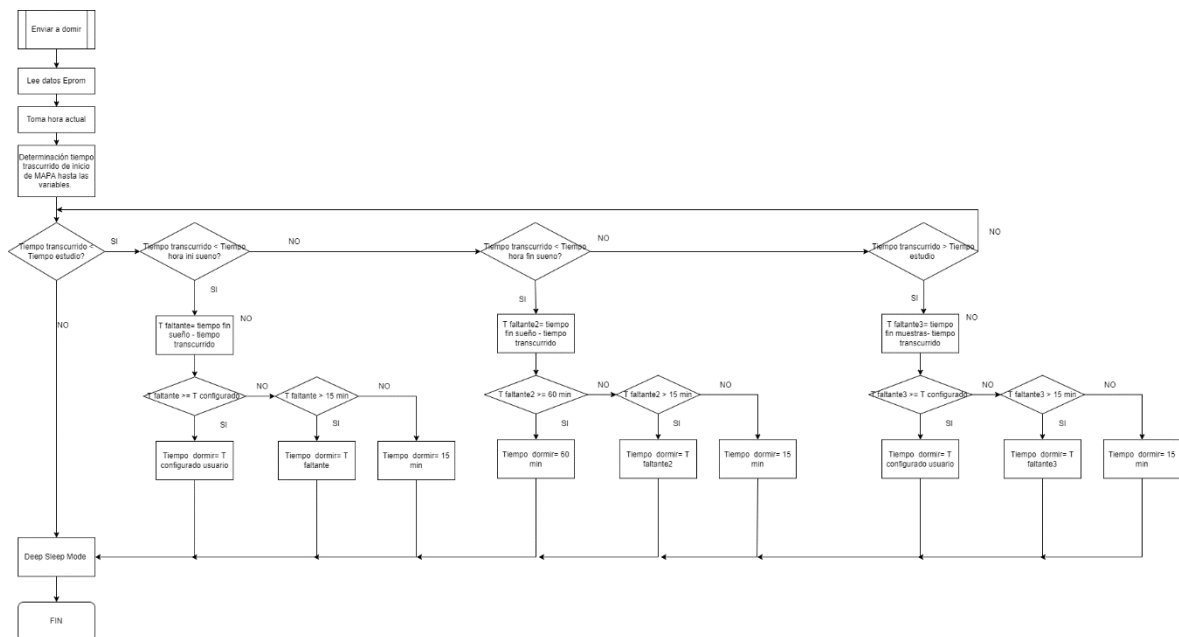 Enviar a domir
Lee datos Eprom
Toma hora actual
Determinación tiempo
trascurrido de inicio
de MAPA hasta las
variables.
Tiempo transcurrido <
Tiempo estudio?
SI
NO
Tiempo transcurrido < Tiempo
hora ini sueno?
NO
SI
Tiempo transcurrido < Tiempo
hora fin sueno?
NO
SI
Tiempo transcurrido > Tiempo
estudio
NO
SI
T faltante= tiempo fin
sueño - tiempo
transcurrido
NO
T faltante2= tiempo
fin sueño - tiempo
transcurrido
T faltante3= tiempo
fin muestras- tiempo
transcurrido
NO
T faltante >= T configurado
NO
SI
T faltante > 15 min
NO
SI
T faltante2 >= 60 min
NO
SI
T faltante2 > 15 min
NO
SI
T faltante3 >= T configurado
NO
SI
T faltante3 > 15 min
NO
SI
Tiempo dormir= T
configurado usuario
Tiempo dormir= T
faltante
Tiempo dormir= 15
min
Tiempo dormir= 60
min
Tiempo dormir= T
faltante2
Tiempo dormir= 15
min
Tiempo dormir= T
configurado usuario
Tiempo dormir= T
faltante3
Tiempo dormir= 15
min
Deep Sleep Mode
FIN